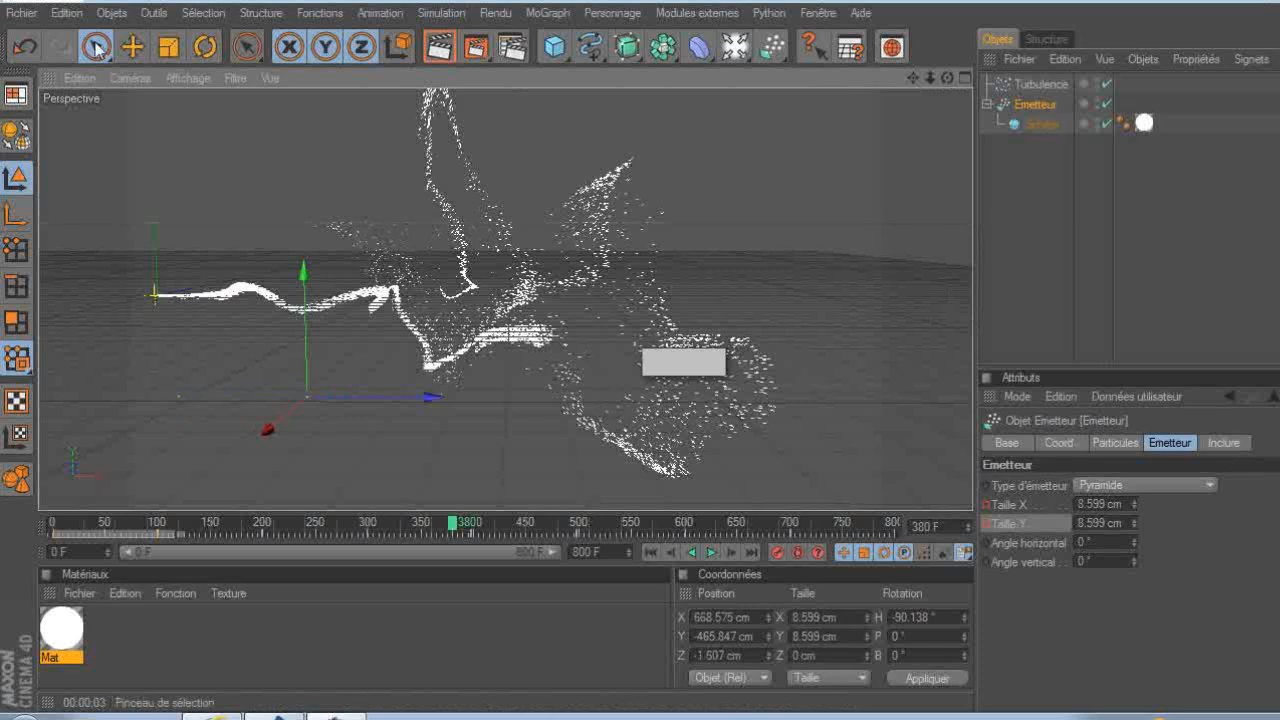 Fichier Edition Objets Outils Sélection Structure Fonctions Animation Simulation Rendu MoGraph Personnage Modules externes Python Fenêtre Aide
Objets Structure
Fichier Edition Vue Objets Propriétés Signets
Edition Caméras Affichage Filtre Vue
Perspective
Turbulence
Emetteur
Attributs
Mode Edition Données utilisateur
Objet Emetteur [Emetteur]
Base Coord. Particules Emetteur Inclure
Emetteur
Type d'émetteur Pyramide
Taille X 8.599 cm
Taille Y 8.599 cm
Angle horizontal 0 °
Angle vertical 0 °
0 50 100 150 200 250 300 350 3800 450 500 550 600 650 700 750 800 380 F
0 F 0 F 800 F 800 F
Matériaux
Fichier Edition Fonction Texture
Mat
Coordonnées
Position Taille Rotation
X 668.575 cm X 8.599 cm H -90.138 °
Y -465.847 cm Y 8.599 cm P 0 °
Z -1.607 cm Z 0 cm B 0 °
Objet (Rel) Taille Appliquer
MAXON CINEMA 4D
00:00:03 Pinceau de sélection